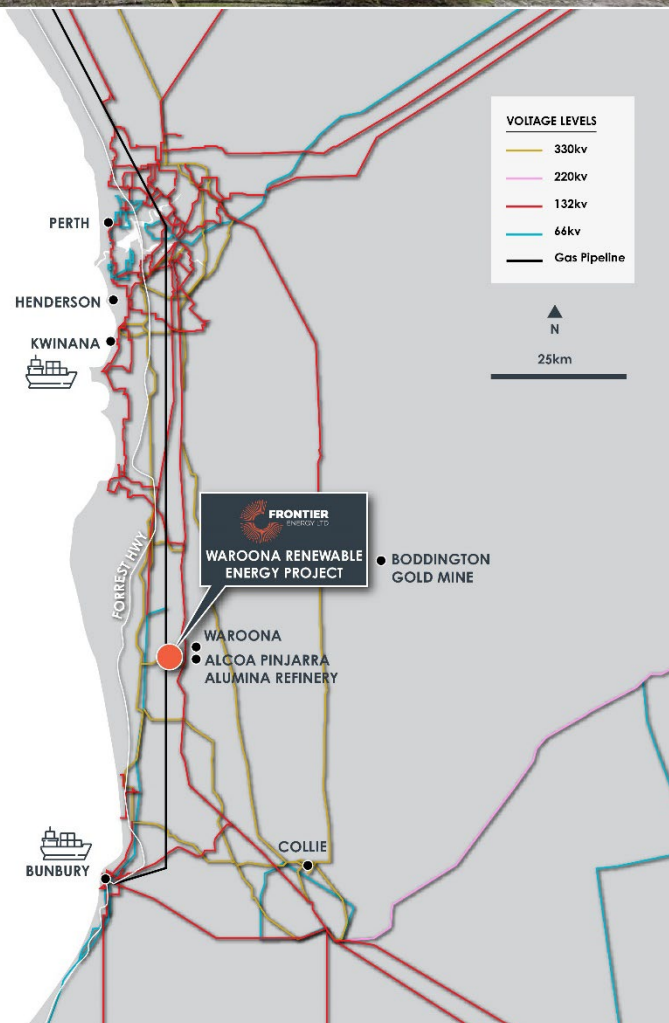 VOLTAGE LEVELS
330kv
220kv
132kv
66kv
Gas Pipeline
N
25km
PERTH
HENDERSON
KWINANA
FORREST HWY
FRONTIER
ENERGY LTD
WAROONA RENEWABLE
ENERGY PROJECT
BODDINGTON
GOLD MINE
WAROONA
ALCOA PINJARRA
ALUMINA REFINERY
COLLIE
BUNBURY